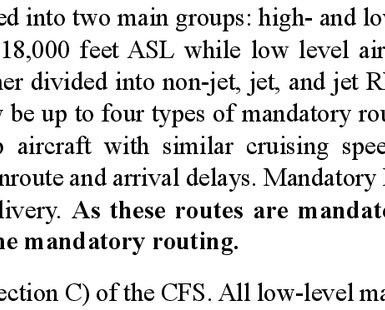 ed into two main groups: high- and lo
18,000 feet ASL while low level air
her divided into non-jet, jet, and jet R
y be up to four types of mandatory rou
o aircraft with similar cruising spee
nroute and arrival delays. Mandatory
livery. As these routes are mandato
he mandatory routing.
ection C) of the CFS. All low-level ma